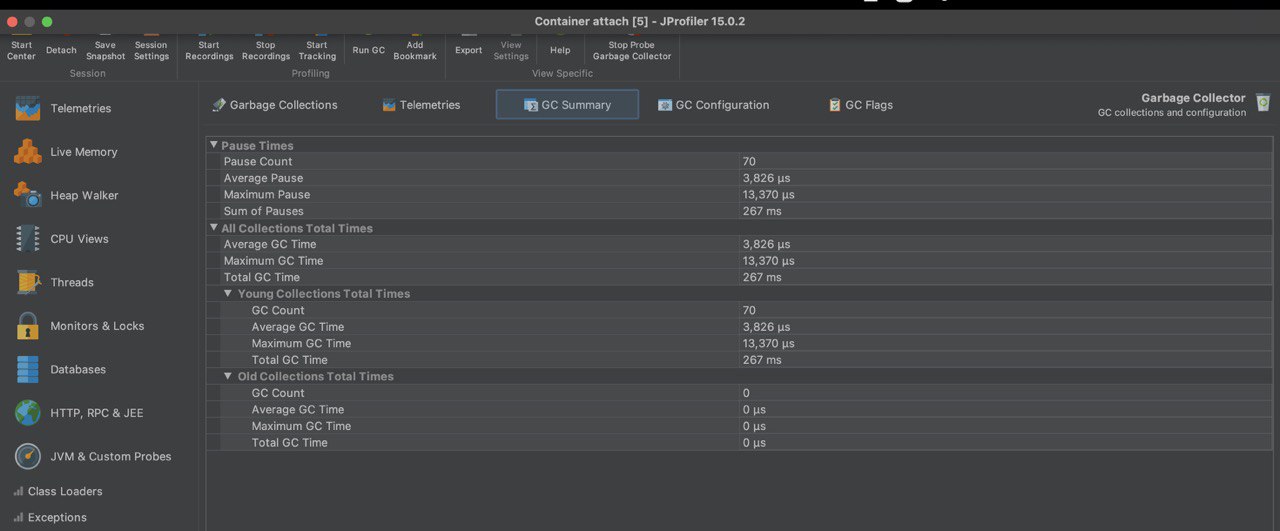 Container attach [5] - JProfiler 15.0.2
Start Center
Detach
Save Snapshot
Session Settings
Start Recordings
Stop Recordings
Start Tracking
Run GC
Add Bookmark
Export
View Settings
Help
Stop Probe Garbage Collector
Session
Profiling
View Specific
Telemetries
Live Memory
Heap Walker
CPU Views
Threads
Monitors & Locks
Databases
HTTP, RPC & JEE
JVM & Custom Probes
Class Loaders
Exceptions
Garbage Collections
Telemetries
GC Summary
GC Configuration
GC Flags
Garbage Collector
GC collections and configuration
Pause Times
Pause Count 70
Average Pause 3,826 µs
Maximum Pause 13,370 µs
Sum of Pauses 267 ms
All Collections Total Times
Average GC Time 3,826 µs
Maximum GC Time 13,370 µs
Total GC Time 267 ms
Young Collections Total Times
GC Count 70
Average GC Time 3,826 µs
Maximum GC Time 13,370 µs
Total GC Time 267 ms
Old Collections Total Times
GC Count 0
Average GC Time 0 µs
Maximum GC Time 0 µs
Total GC Time 0 µs